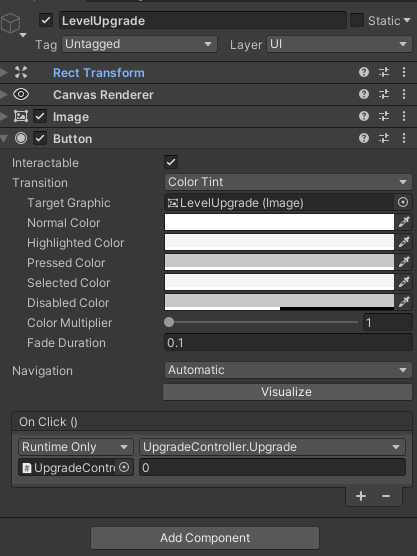 LevelUpgrade Static
Tag Untagged Layer UI
Rect Transform
Canvas Renderer
Image
Button
Interactable
Transition Color Tint
Target Graphic LevelUpgrade (Image)
Normal Color
Highlighted Color
Pressed Color
Selected Color
Disabled Color
Color Multiplier 1
Fade Duration 0.1
Navigation Automatic
Visualize
On Click ()
Runtime Only UpgradeController.Upgrade
UpgradeContr 0
Add Component